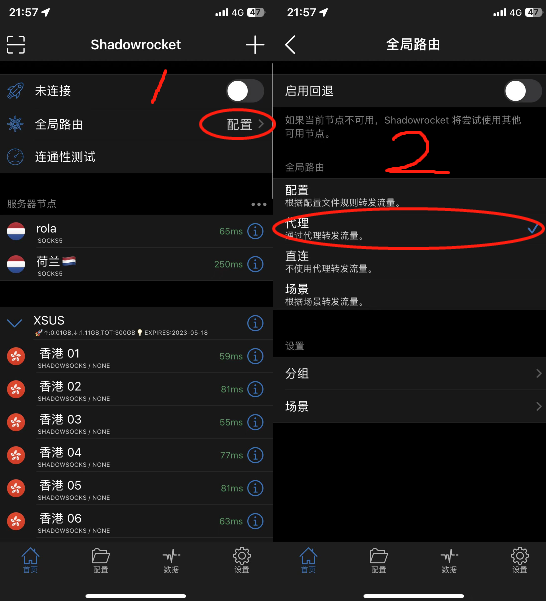 21:57
4G 47
Shadowrocket
未连接
1
全局路由
配置
连通性测试
服务器节点
rola
65ms
SOCKS5
荷兰
250ms
SOCKS5
XSUS
🚀↑:0.01GB,↓:1.11GB,TOT:300GB💡EXPIRES:2023-05-18
香港 01
59ms
SHADOWSOCKS / NONE
香港 02
81ms
SHADOWSOCKS / NONE
香港 03
55ms
SHADOWSOCKS / NONE
香港 04
77ms
SHADOWSOCKS / NONE
香港 05
81ms
SHADOWSOCKS / NONE
香港 06
63ms
SHADOWSOCKS / NONE
首页
配置
数据
设置
21:57
4G 47
全局路由
启用回退
如果当前节点不可用，Shadowrocket 将尝试使用其他
可用节点。
2
全局路由
配置
根据配置文件规则转发流量。
代理
通过代理转发流量。
直连
不使用代理转发流量。
场景
根据场景转发流量。
设置
分组
场景
首页
配置
数据
设置